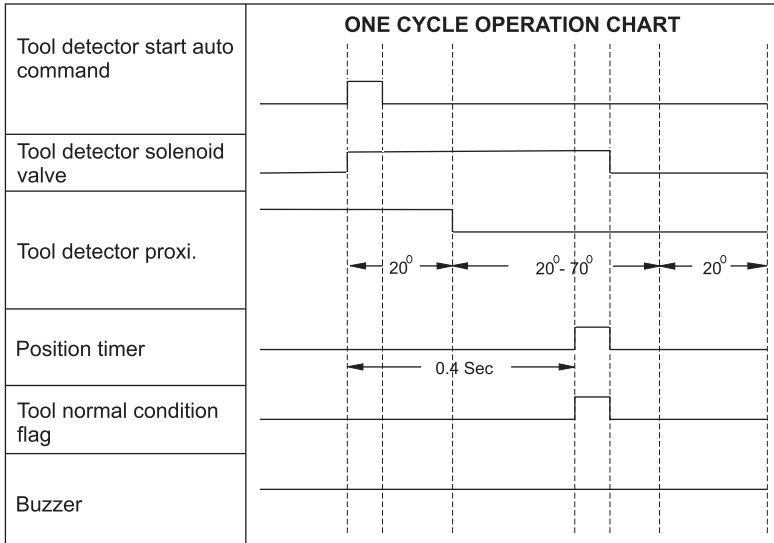 ONE CYCLE OPERATION CHART
Tool detector start auto
command
Tool detector solenoid
valve
Tool detector proxi.
20⁰
20⁰- 70⁰
20⁰
Position timer
0.4 Sec
Tool normal condition
flag
Buzzer